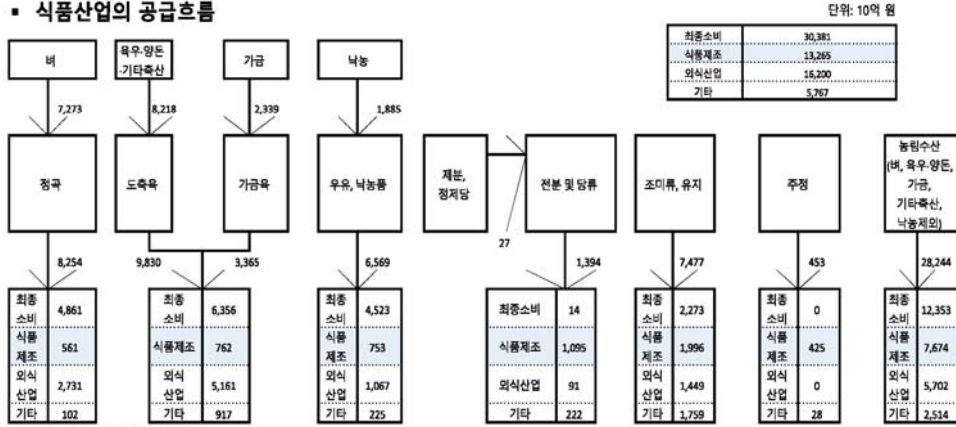 ▪ 식품산업의 공급흐름
단위: 10억 원
최종소비 30,381
식품제조 13,265
외식산업 16,200
기타 5,767
벼
육우·양돈
·기타축산
가금
낙농
7,273
8,218
2,339
1,885
정곡
도축육
가금육
우유, 낙농품
제분,
정제당
전분 및 당류
조미류, 유지
주정
농림수산
(벼, 육우·양돈,
가금,
기타축산,
낙농제외)
27
8,254
9,830
3,365
6,569
1,394
7,477
453
28,244
최종
소비 4,861
식품
제조 561
외식
산업 2,731
기타 102
최종
소비 6,356
식품제조 762
외식
산업 5,161
기타 917
최종
소비 4,523
식품
제조 753
외식
산업 1,067
기타 225
최종소비 14
식품제조 1,095
외식산업 91
기타 222
최종
소비 2,273
식품
제조 1,996
외식
산업 1,449
기타 1,759
최종
소비 0
식품
제조 425
외식
산업 0
기타 28
최종
소비 12,353
식품
제조 7,674
외식
산업 5,702
기타 2,514